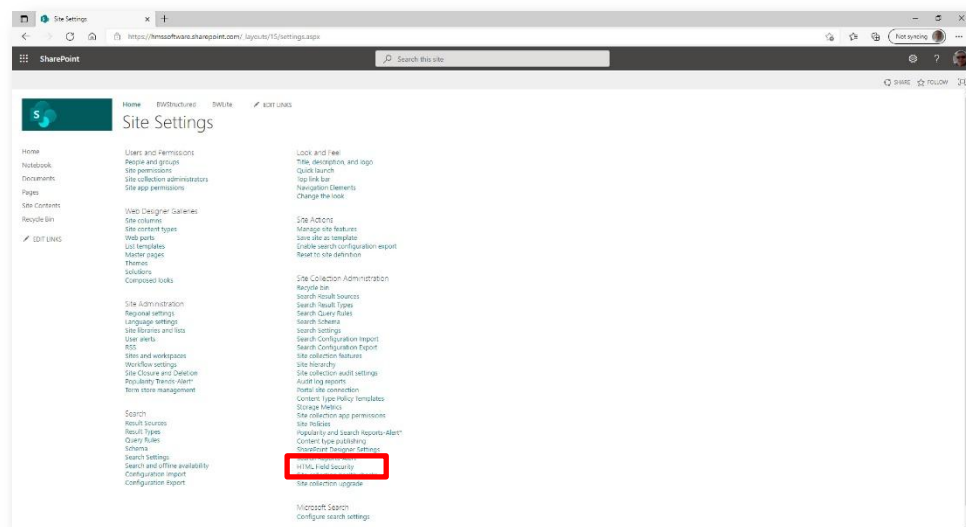 Site Settings
https://hmssoftware.sharepoint.com/_layouts/15/settings.aspx
Not syncing
SharePoint
Search this site
SHARE FOLLOW
S
Home BWStructured BWLite EDIT LINKS
Site Settings
Home
Notebook
Documents
Pages
Site Contents
Recycle Bin
EDIT LINKS
Users and Permissions
People and groups
Site permissions
Site collection administrators
Site app permissions
Web Designer Galleries
Site columns
Site content types
Web parts
List templates
Master pages
Themes
Solutions
Composed looks
Site Administration
Regional settings
Language settings
Site libraries and lists
User alerts
RSS
Sites and workspaces
Workflow settings
Site Closure and Deletion
Popularity Trends-Alert*
Term store management
Search
Result Sources
Result Types
Query Rules
Schema
Search Settings
Search and offline availability
Configuration Import
Configuration Export
Look and Feel
Title, description, and logo
Quick launch
Top link bar
Navigation Elements
Change the look
Site Actions
Manage site features
Save site as template
Enable search configuration export
Reset to site definition
Site Collection Administration
Recycle bin
Search Result Sources
Search Result Types
Search Query Rules
Search Schema
Search Settings
Search Configuration Import
Search Configuration Export
Site collection features
Site hierarchy
Site collection audit settings
Audit log reports
Portal site connection
Content Type Policy Templates
Storage Metrics
Site collection app permissions
Site Policies
Popularity and Search Reports-Alert*
Content type publishing
SharePoint Designer Settings
HTML Field Security
Site collection upgrade
Microsoft Search
Configure search settings